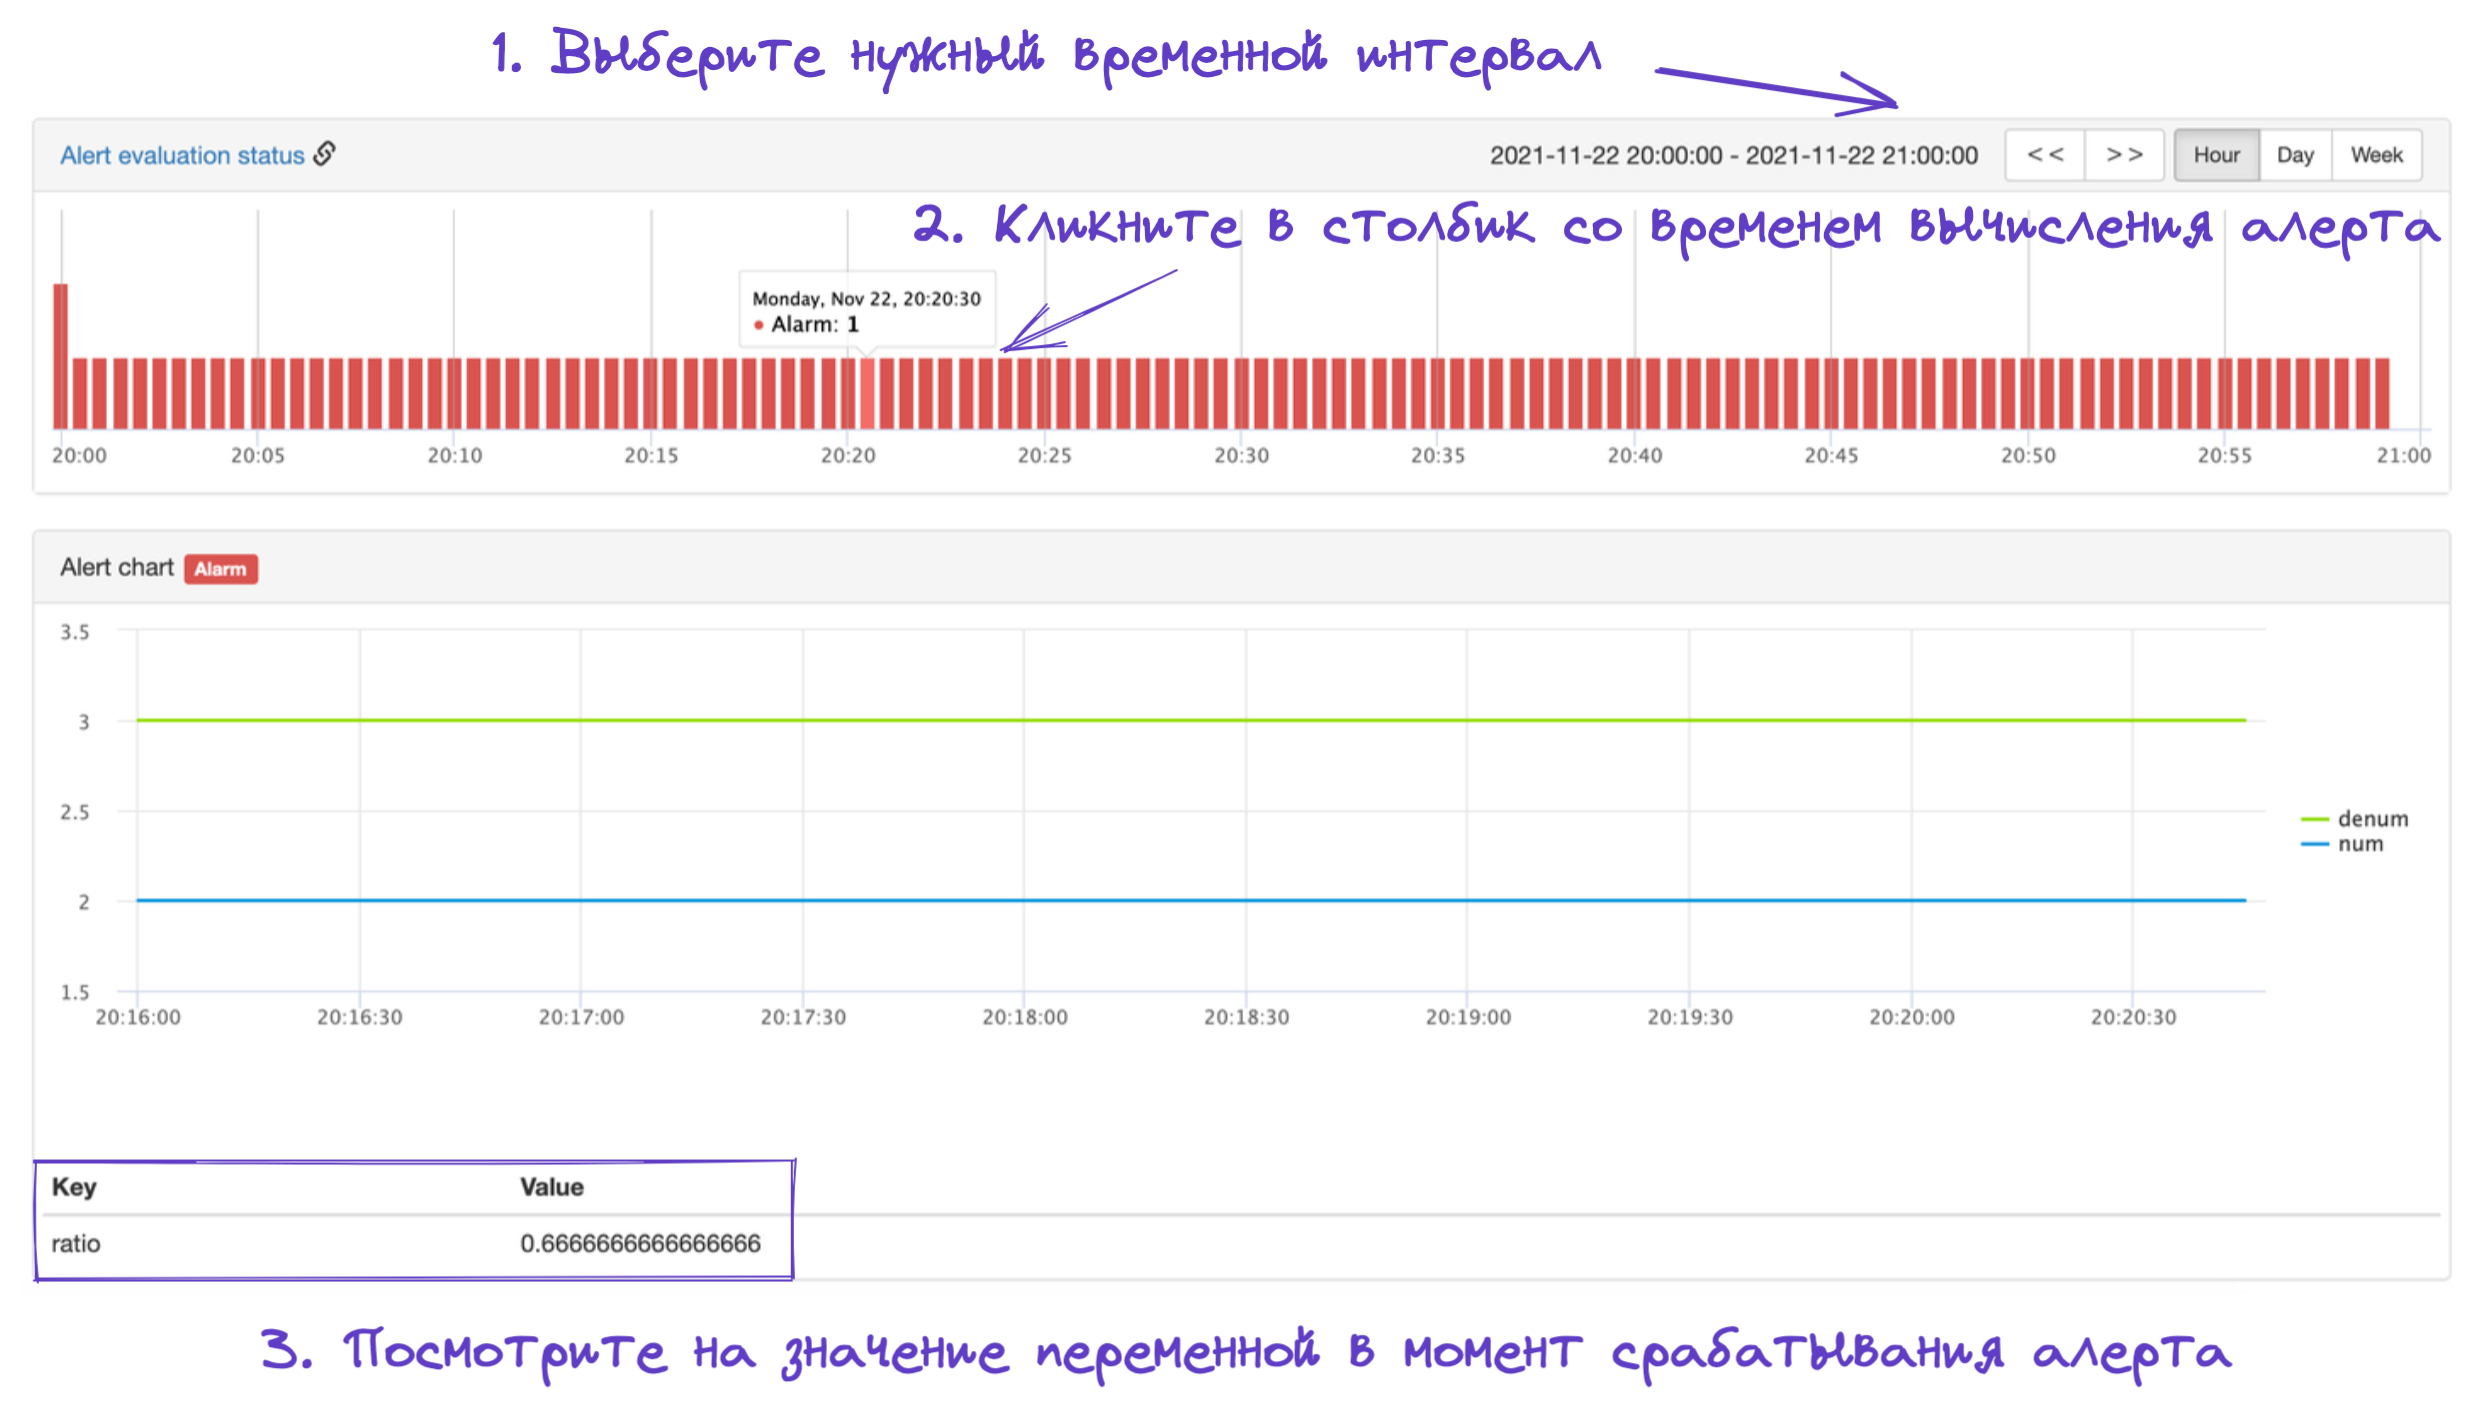 1. Выберите нужный временной интервал
Alert evaluation status
2021-11-22 20:00:00 - 2021-11-22 21:00:00
<< >> Hour Day Week
2. Кликните в столбик со временем вычисления алерта
Monday, Nov 22, 20:20:30
Alarm: 1
20:00 20:05 20:10 20:15 20:20 20:25 20:30 20:35 20:40 20:45 20:50 20:55 21:00
Alert chart Alarm
3.5
3
2.5
2
1.5
denum
num
20:16:00 20:16:30 20:17:00 20:17:30 20:18:00 20:18:30 20:19:00 20:19:30 20:20:00 20:20:30
Key Value
ratio 0.6666666666666666
3. Посмотрите на значение переменной в момент срабатывания алерта